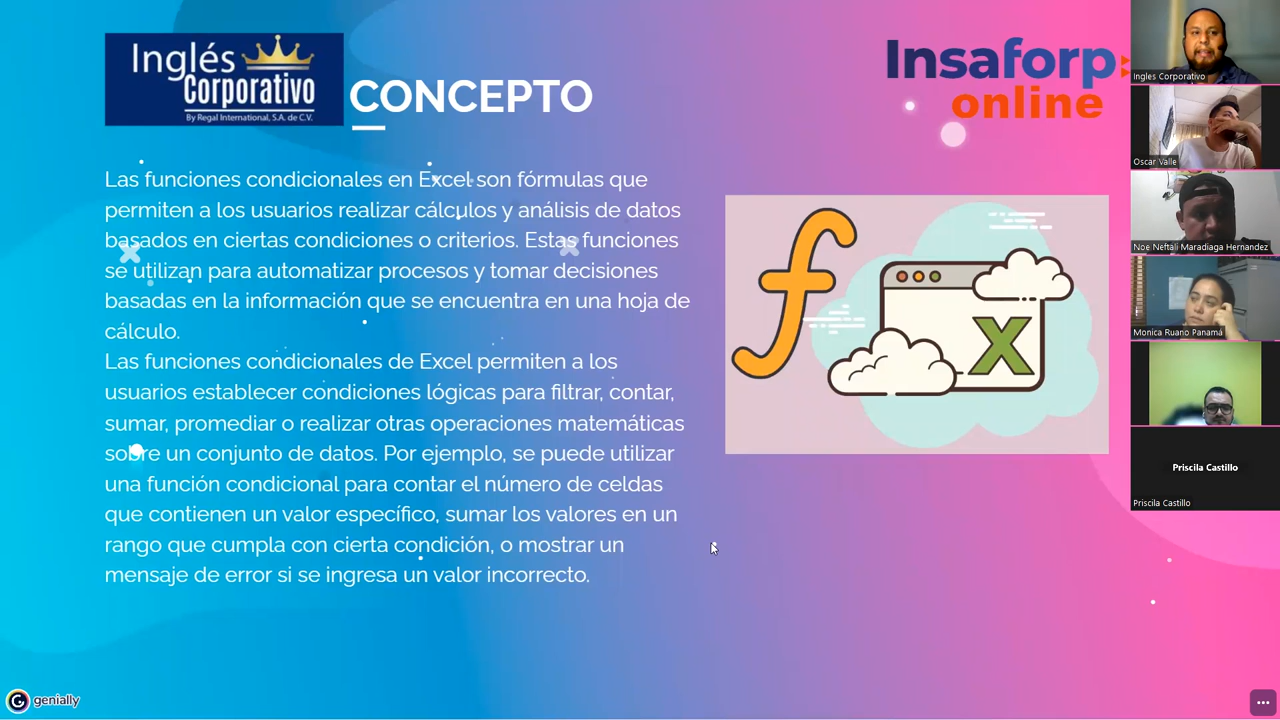 Inglés
Corporativo
By Regal International, S.A. de C.V.
CONCEPTO
Insaforp
online
Las funciones condicionales en Excel son fórmulas que
permiten a los usuarios realizar cálculos y análisis de datos
basados en ciertas condiciones o criterios. Estas funciones
se utilizan para automatizar procesos y tomar decisiones
basadas en la información que se encuentra en una hoja de
cálculo.
Las funciones condicionales de Excel permiten a los
usuarios establecer condiciones lógicas para filtrar, contar,
sumar, promediar o realizar otras operaciones matemáticas
sobre un conjunto de datos. Por ejemplo, se puede utilizar
una función condicional para contar el número de celdas
que contienen un valor específico, sumar los valores en un
rango que cumpla con cierta condición, o mostrar un
mensaje de error si se ingresa un valor incorrecto.
f
X
Ingles Corporativo
Oscar Valle
Noe Neftali Maradiaga Hernandez
Monica Ruano Panamá
Priscila Castillo
Priscila Castillo
genially